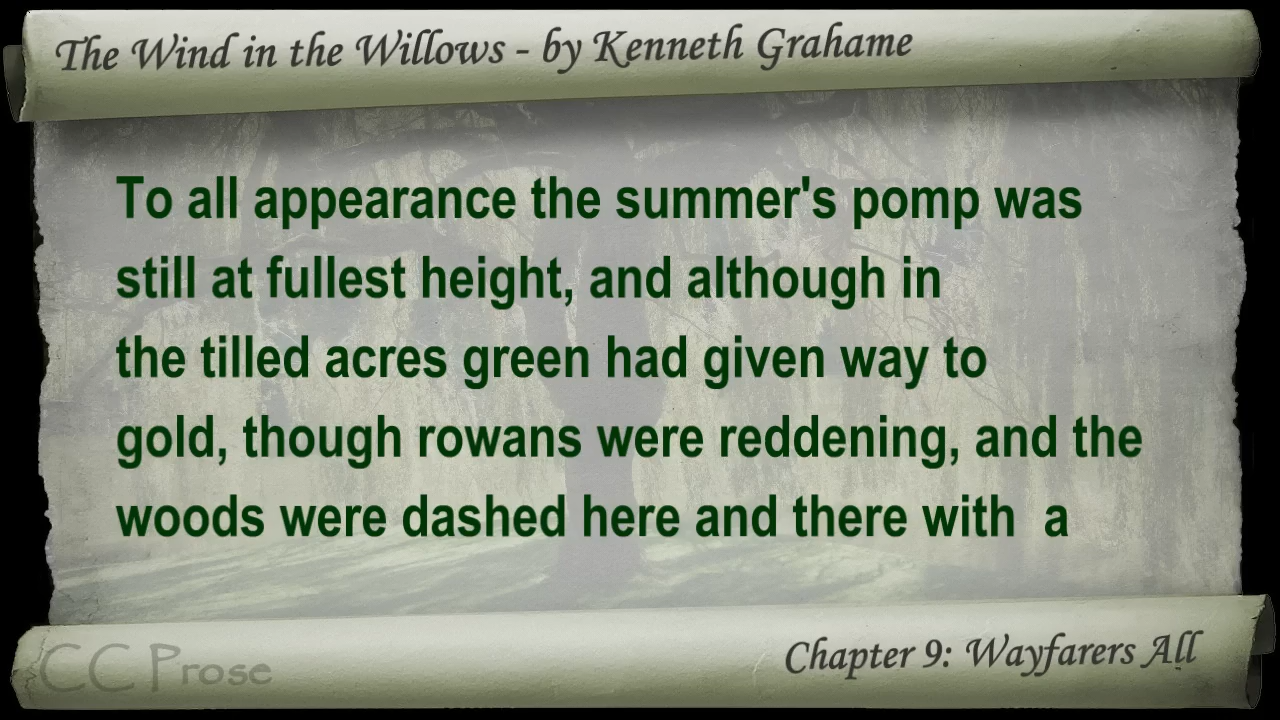 The Wind in the Willows - by Kenneth Grahame
To all appearance the summer's pomp was
still at fullest height, and although in
the tilled acres green had given way to
gold, though rowans were reddening, and the
woods were dashed here and there with  a
CC Prose
Chapter 9: Wayfarers All